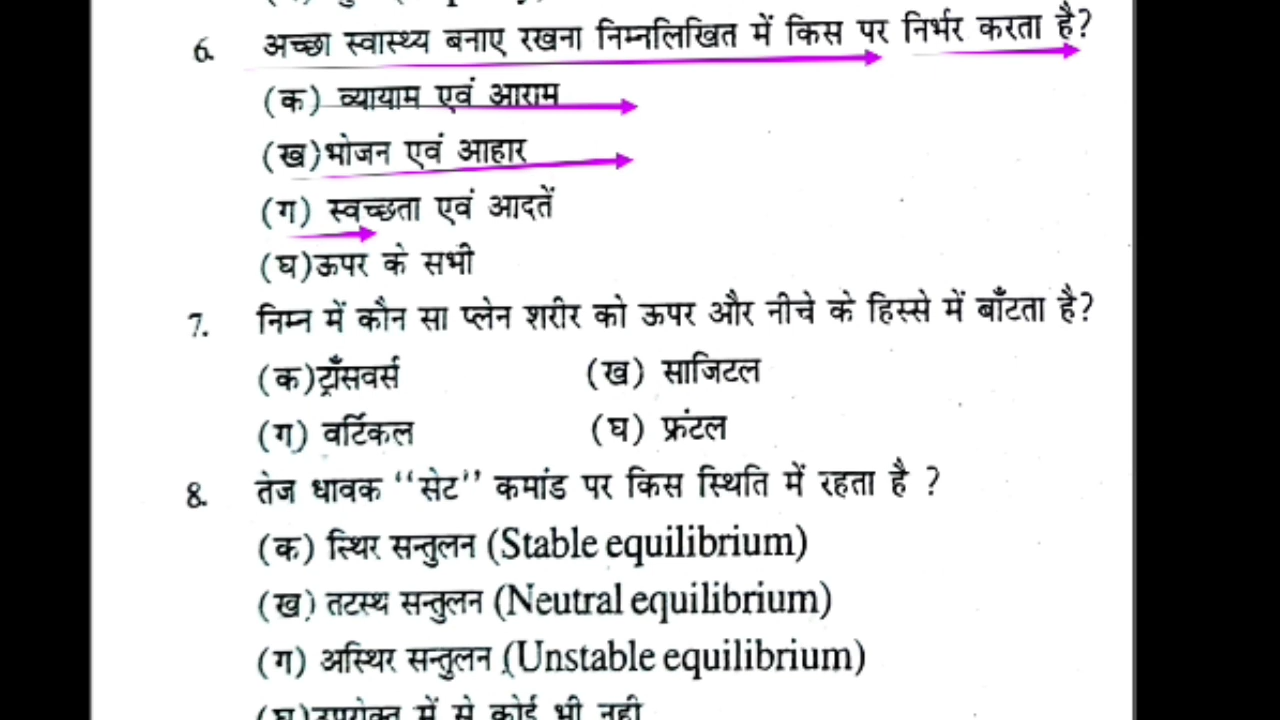 6. अच्छा स्वास्थ्य बनाए रखना निम्नलिखित में किस पर निर्भर करता है?
(क) व्यायाम एवं आराम
(ख) भोजन एवं आहार
(ग) स्वच्छता एवं आदतें
(घ) ऊपर के सभी
7. निम्न में कौन सा प्लेन शरीर को ऊपर और नीचे के हिस्से में बाँटता है?
(क) ट्राँसवर्स (ख) साजिटल
(ग) वर्टिकल (घ) फ्रंटल
8. तेज धावक "सेट" कमांड पर किस स्थिति में रहता है ?
(क) स्थिर सन्तुलन (Stable equilibrium)
(ख) तटस्थ सन्तुलन (Neutral equilibrium)
(ग) अस्थिर सन्तुलन (Unstable equilibrium)
(घ) उपरोक्त में से कोई भी नही